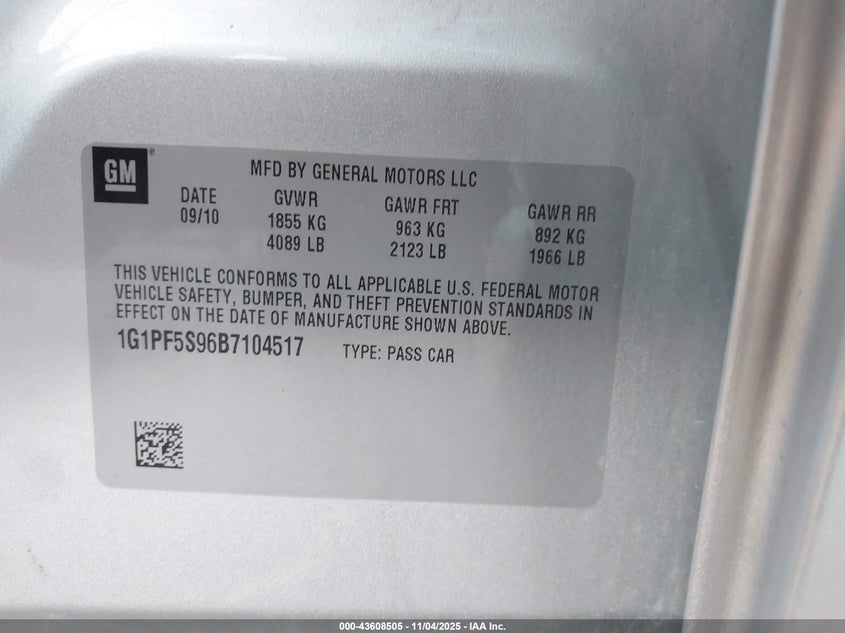 GM ®
MFD BY GENERAL MOTORS LLC
DATE GVWR GAWR FRT GAWR RR
09/10 1855 KG 963 KG 892 KG
4089 LB 2123 LB 1966 LB
THIS VEHICLE CONFORMS TO ALL APPLICABLE U.S. FEDERAL MOTOR
VEHICLE SAFETY, BUMPER, AND THEFT PREVENTION STANDARDS IN
EFFECT ON THE DATE OF MANUFACTURE SHOWN ABOVE.
1G1PF5S96B7104517 TYPE: PASS CAR
000-43608505 - 11/04/2025 - IAA Inc.